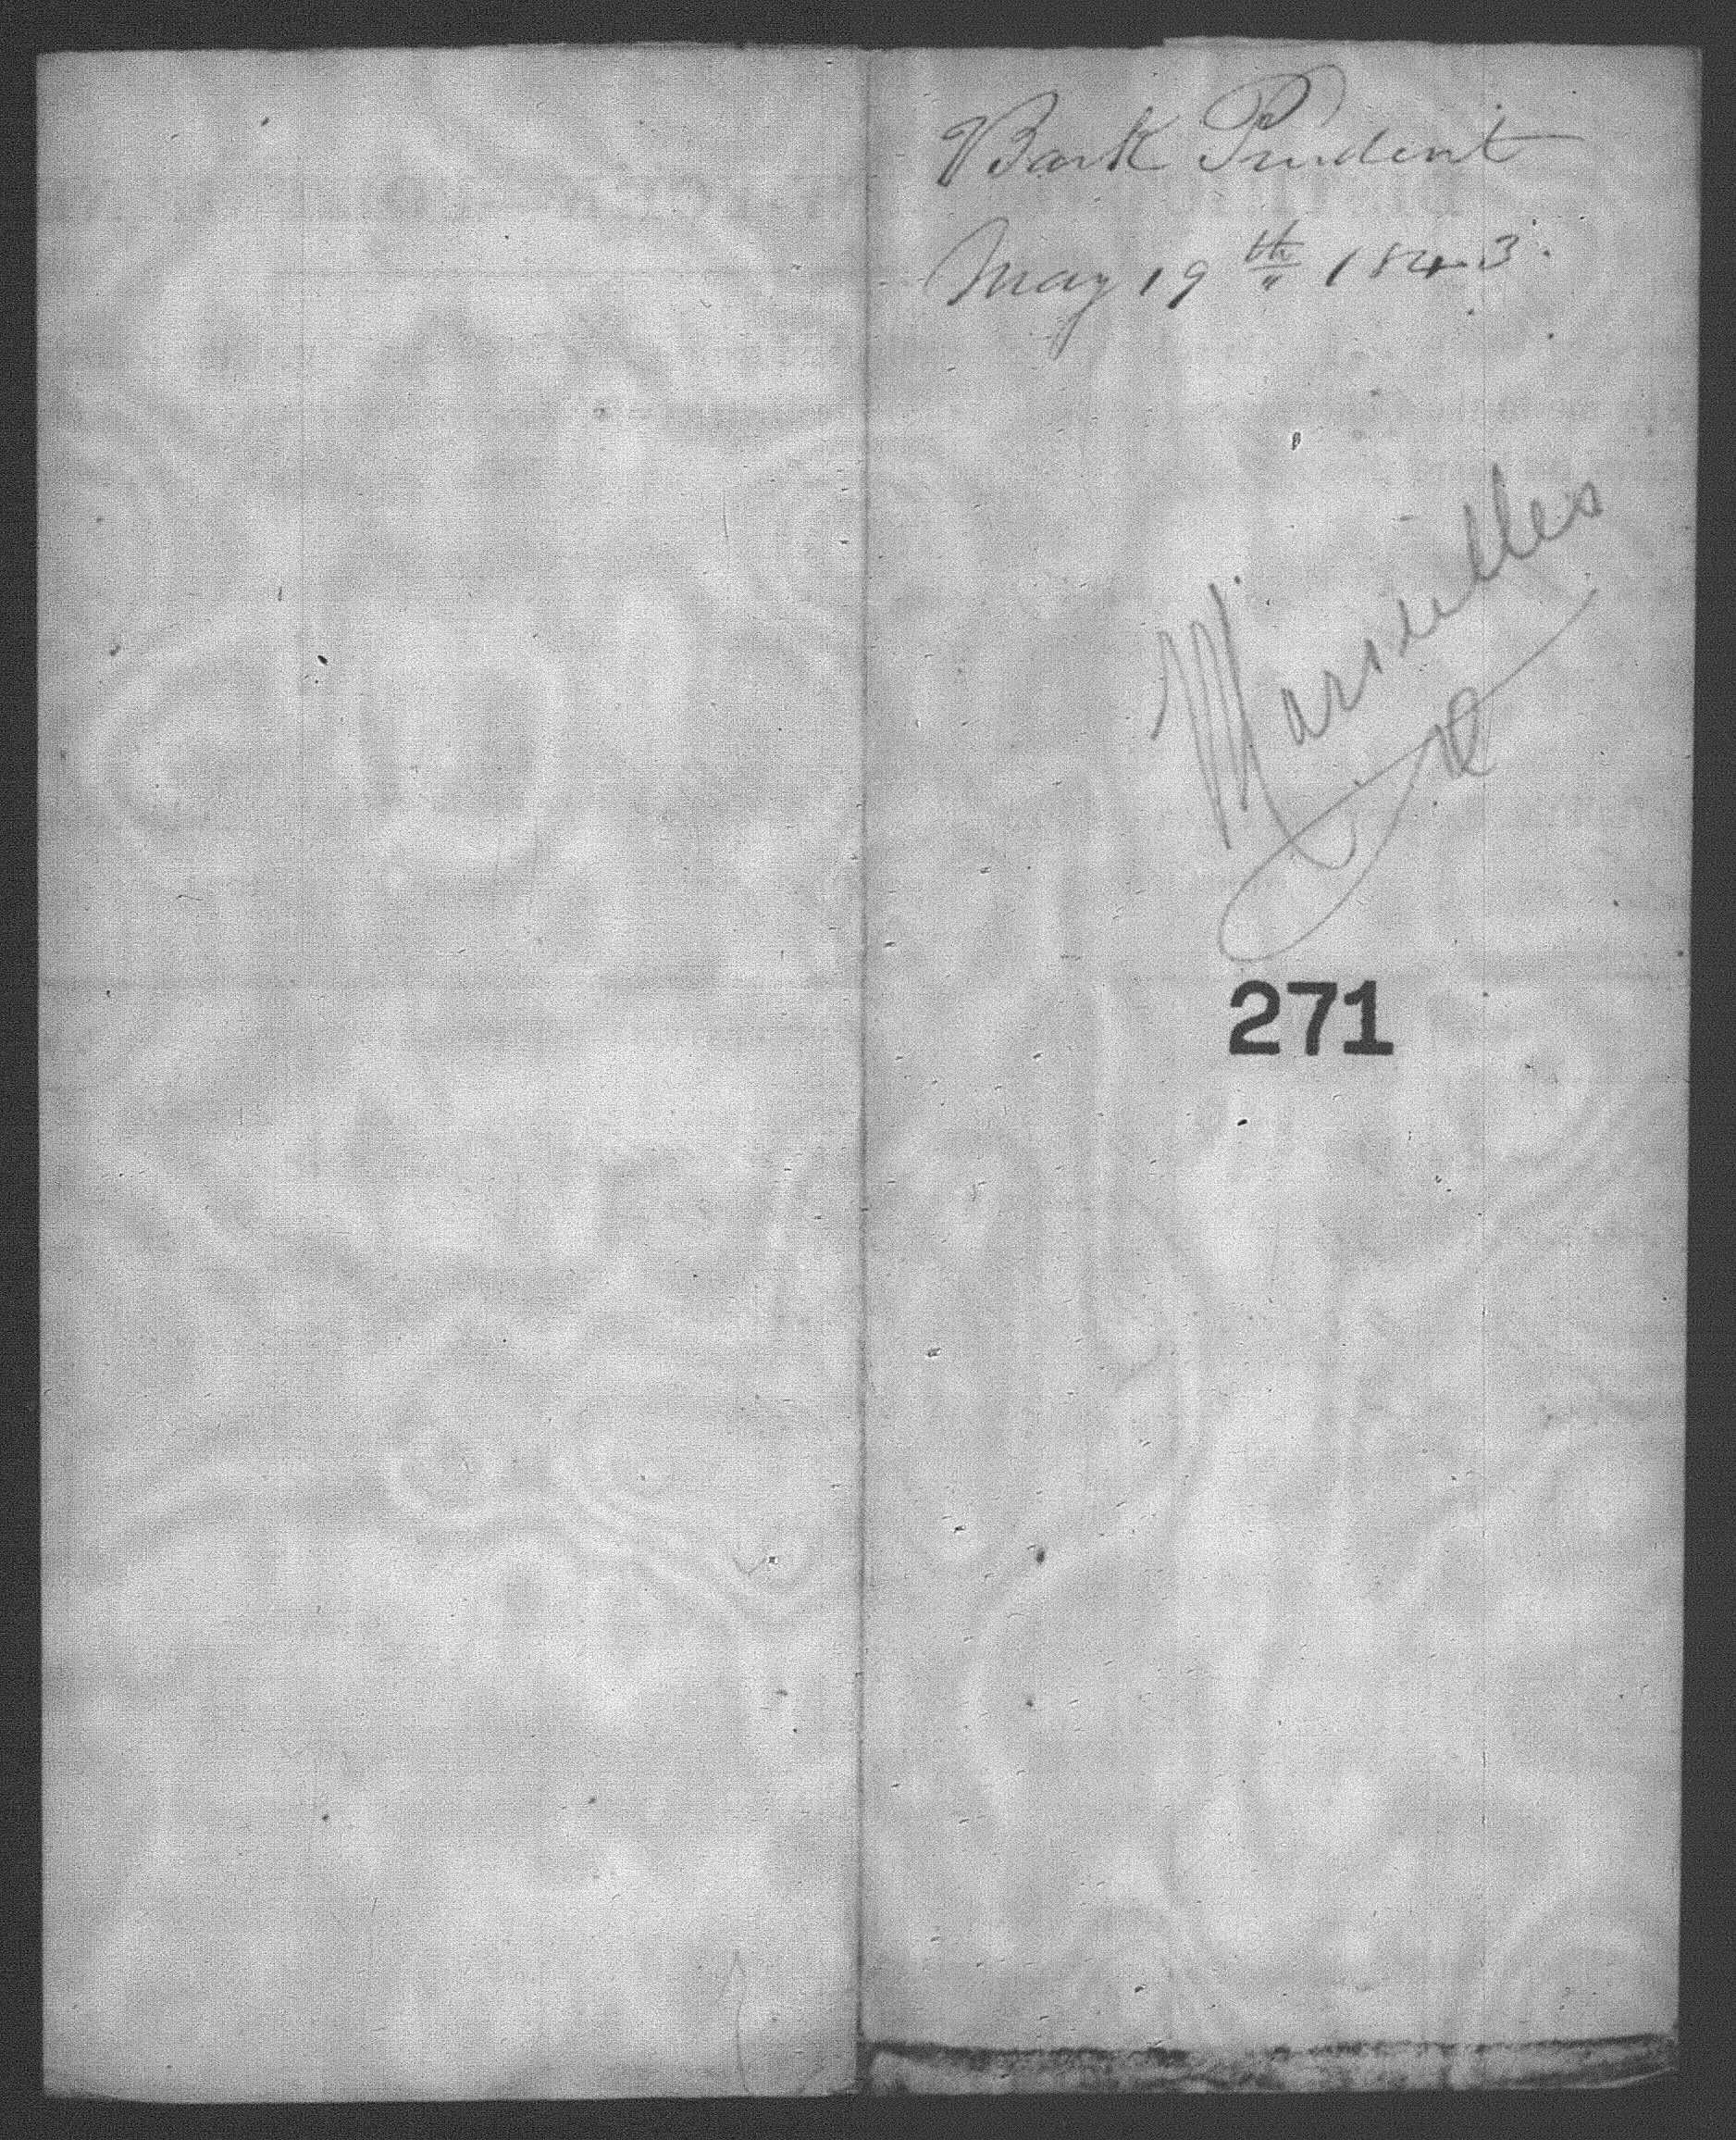 Bark Prudent
May 19th 1843.
Marseilles
271